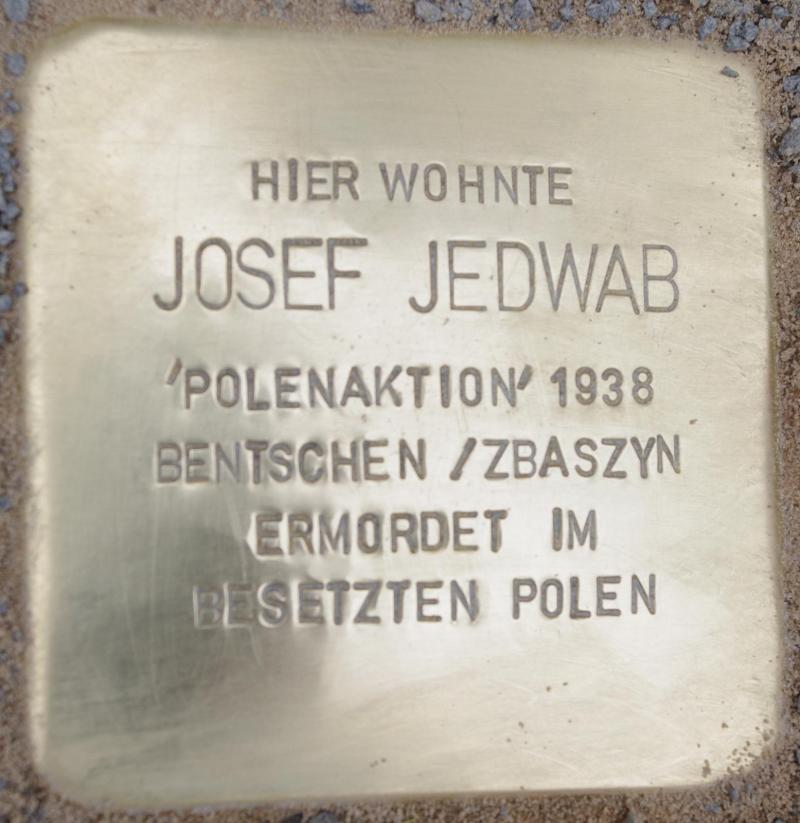 HIER WOHNTE
JOSEF JEDWAB
'POLENAKTION' 1938
BENTSCHEN / ZBASZYN
ERMORDET IM
BESETZTEN POLEN